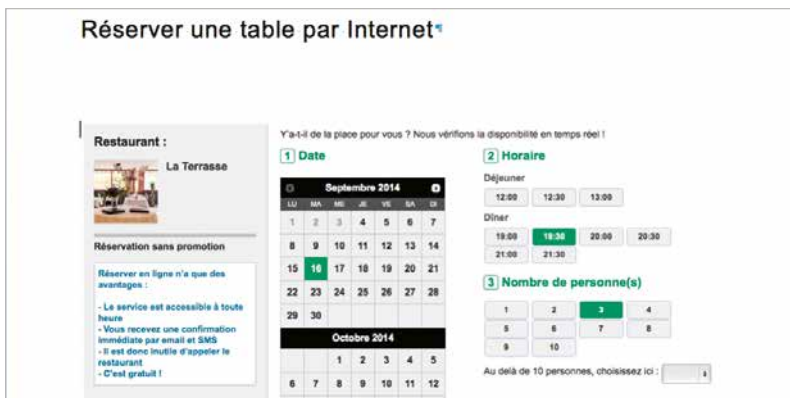 Réserver une table par Internet
Restaurant :
La Terrasse
Réservation sans promotion
Réserver en ligne n'a que des
avantages :
- Le service est accessible à toute
heure
- Vous recevez une confirmation
immédiate par email et SMS
- Il est donc inutile d'appeler le
restaurant
- C'est gratuit !
Y'a-t-il de la place pour vous ? Nous vérifions la disponibilité en temps réel !
1 Date
Septembre 2014
LU MA ME JE VE SA DI
1 2 3 4 5 6 7
8 9 10 11 12 13 14
15 16 17 18 19 20 21
22 23 24 25 26 27 28
29 30
Octobre 2014
1 2 3 4 5
6 7 8 9 10 11 12
2 Horaire
Déjeuner
12:00 12:30 13:00
Dîner
19:00 19:30 20:00 20:30
21:00 21:30
3 Nombre de personne(s)
1 2 3 4
5 6 7 8
9 10
Au delà de 10 personnes, choisissez ici :